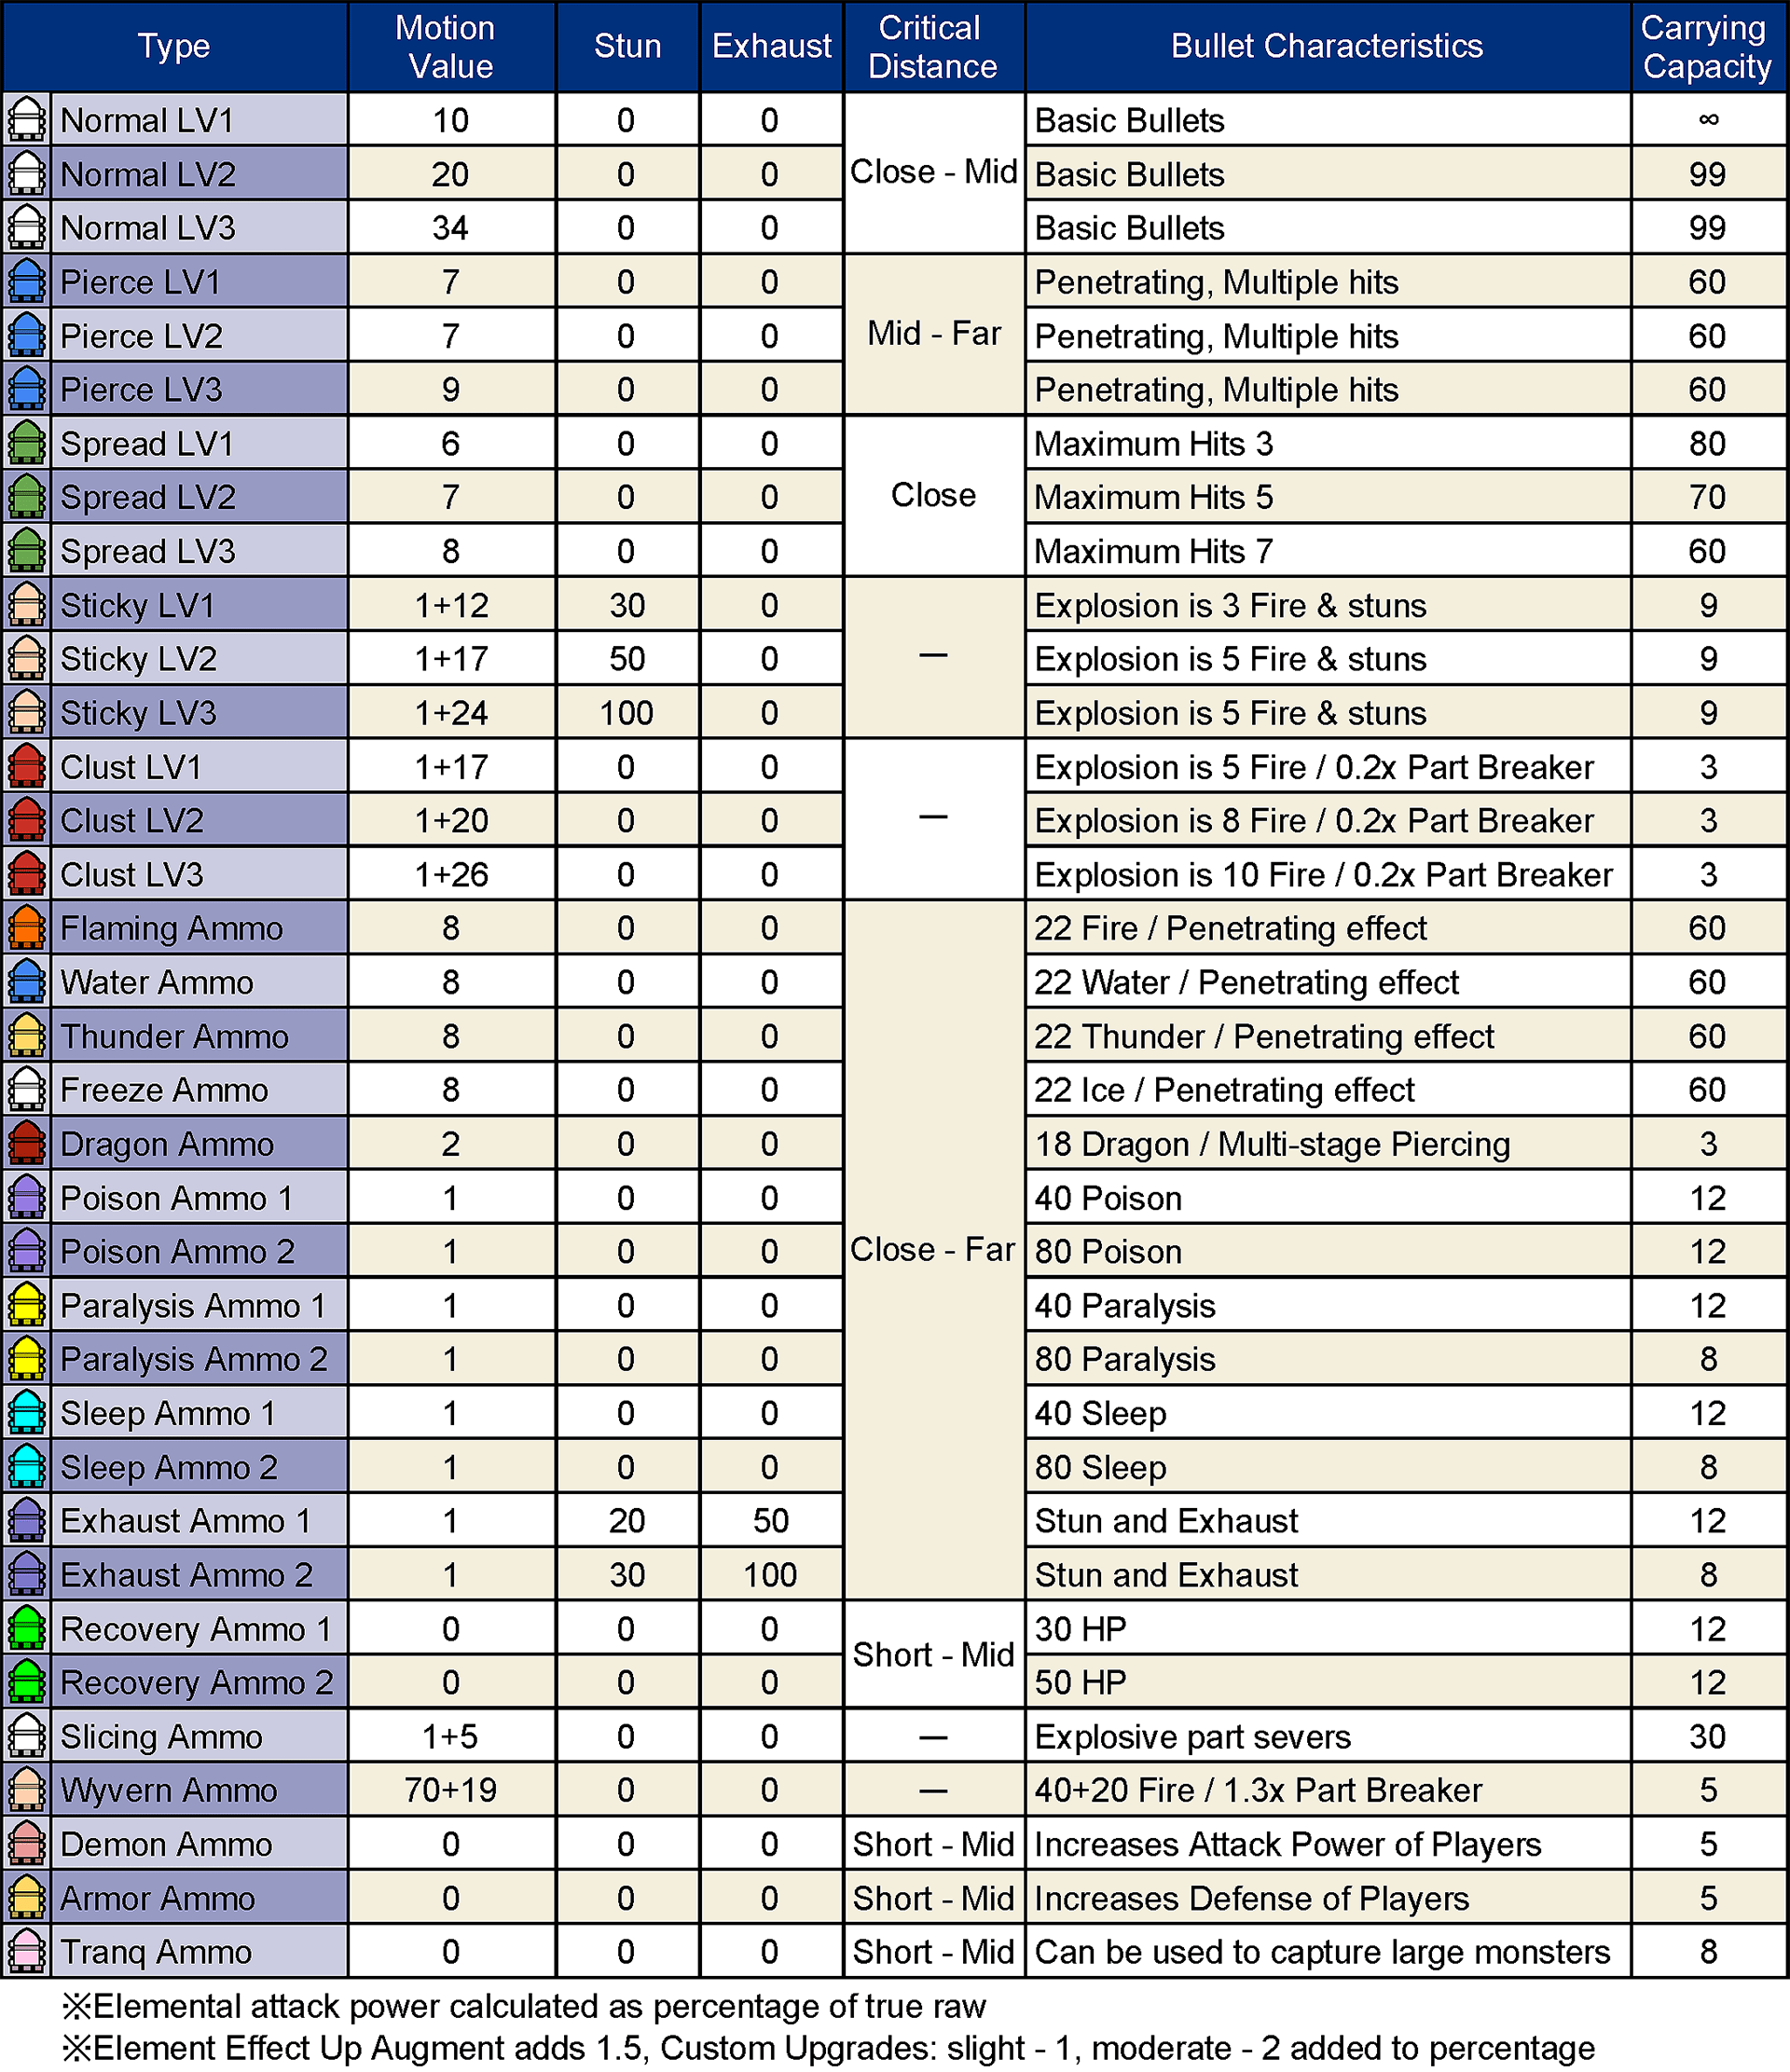 Type Motion Value Stun Exhaust Critical Distance Bullet Characteristics Carrying Capacity
Normal LV1 10 0 0 Close - Mid Basic Bullets ∞
Normal LV2 20 0 0 Basic Bullets 99
Normal LV3 34 0 0 Basic Bullets 99
Pierce LV1 7 0 0 Mid - Far Penetrating, Multiple hits 60
Pierce LV2 7 0 0 Penetrating, Multiple hits 60
Pierce LV3 9 0 0 Penetrating, Multiple hits 60
Spread LV1 6 0 0 Close Maximum Hits 3 80
Spread LV2 7 0 0 Maximum Hits 5 70
Spread LV3 8 0 0 Maximum Hits 7 60
Sticky LV1 1+12 30 0 — Explosion is 3 Fire & stuns 9
Sticky LV2 1+17 50 0 Explosion is 5 Fire & stuns 9
Sticky LV3 1+24 100 0 Explosion is 5 Fire & stuns 9
Clust LV1 1+17 0 0 — Explosion is 5 Fire / 0.2x Part Breaker 3
Clust LV2 1+20 0 0 Explosion is 8 Fire / 0.2x Part Breaker 3
Clust LV3 1+26 0 0 Explosion is 10 Fire / 0.2x Part Breaker 3
Flaming Ammo 8 0 0 Close - Far 22 Fire / Penetrating effect 60
Water Ammo 8 0 0 22 Water / Penetrating effect 60
Thunder Ammo 8 0 0 22 Thunder / Penetrating effect 60
Freeze Ammo 8 0 0 22 Ice / Penetrating effect 60
Dragon Ammo 2 0 0 18 Dragon / Multi-stage Piercing 3
Poison Ammo 1 1 0 0 40 Poison 12
Poison Ammo 2 1 0 0 80 Poison 12
Paralysis Ammo 1 1 0 0 40 Paralysis 12
Paralysis Ammo 2 1 0 0 80 Paralysis 8
Sleep Ammo 1 1 0 0 40 Sleep 12
Sleep Ammo 2 1 0 0 80 Sleep 8
Exhaust Ammo 1 1 20 50 Stun and Exhaust 12
Exhaust Ammo 2 1 30 100 Stun and Exhaust 8
Recovery Ammo 1 0 0 0 Short - Mid 30 HP 12
Recovery Ammo 2 0 0 0 50 HP 12
Slicing Ammo 1+5 0 0 — Explosive part severs 30
Wyvern Ammo 70+19 0 0 — 40+20 Fire / 1.3x Part Breaker 5
Demon Ammo 0 0 0 Short - Mid Increases Attack Power of Players 5
Armor Ammo 0 0 0 Short - Mid Increases Defense of Players 5
Tranq Ammo 0 0 0 Short - Mid Can be used to capture large monsters 8
※Elemental attack power calculated as percentage of true raw
※Element Effect Up Augment adds 1.5, Custom Upgrades: slight - 1, moderate - 2 added to percentage